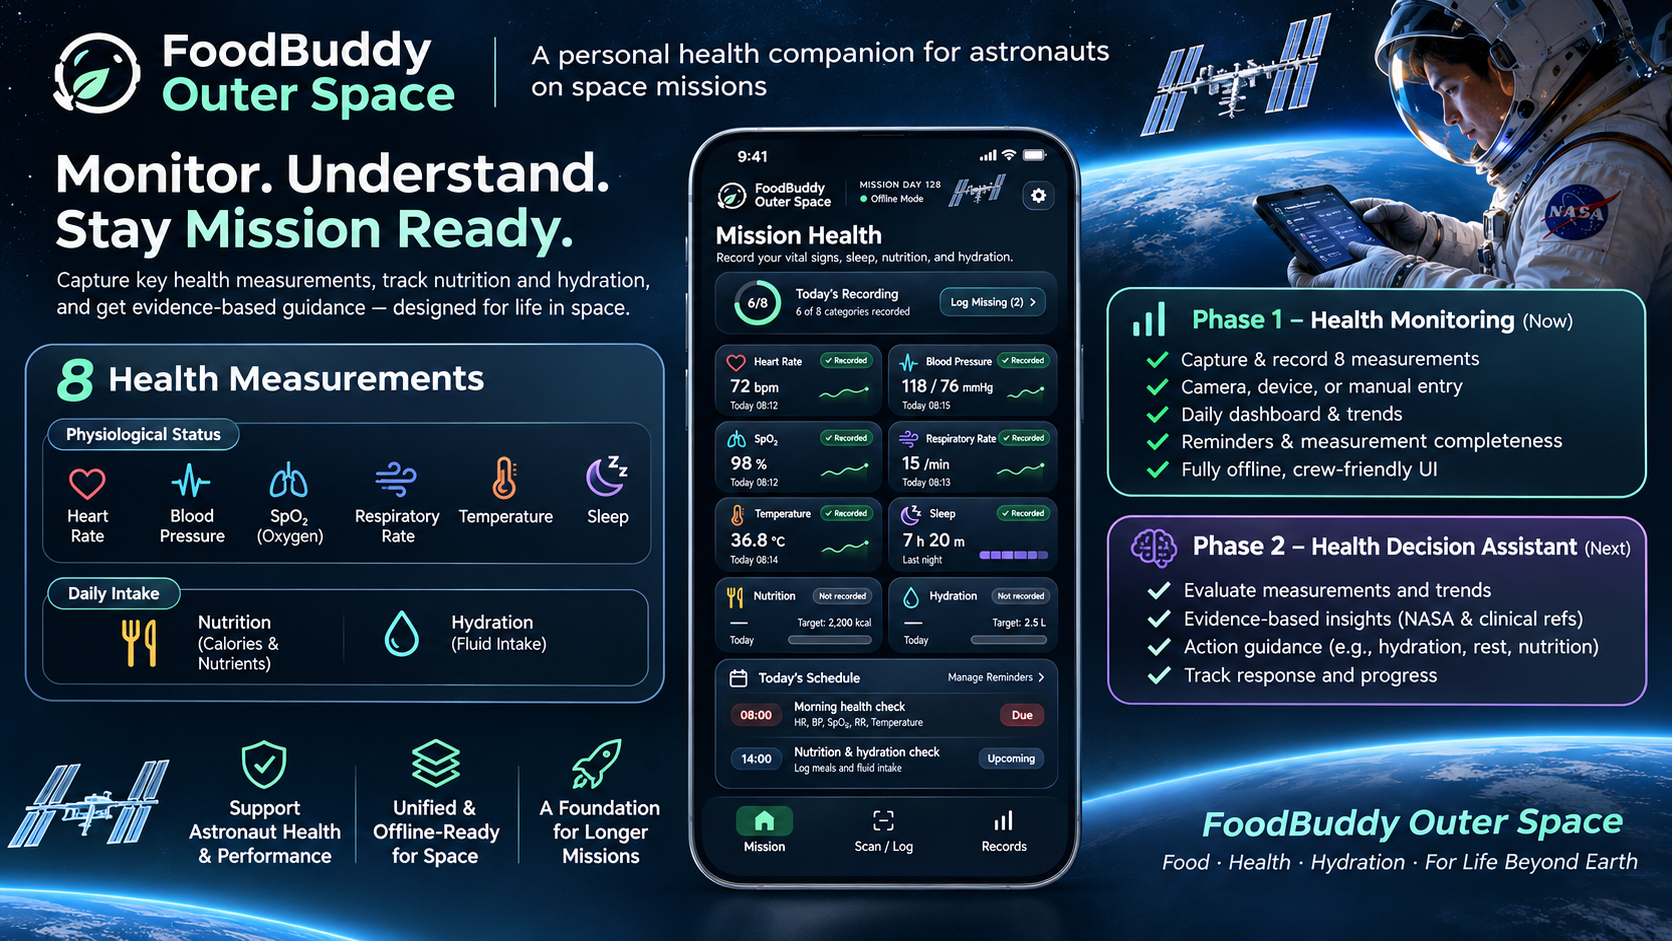 FoodBuddy
Outer Space
A personal health companion for astronauts
on space missions
Monitor. Understand.
Stay Mission Ready.
Capture key health measurements, track nutrition and hydration,
and get evidence-based guidance — designed for life in space.
8 Health Measurements
Physiological Status
Heart
Rate
Blood
Pressure
SpO₂
(Oxygen)
Respiratory
Rate
Temperature
Sleep
Daily Intake
Nutrition
(Calories &
Nutrients)
Hydration
(Fluid Intake)
Support
Astronaut Health
& Performance
Unified &
Offline-Ready
for Space
A Foundation
for Longer
Missions
9:41
FoodBuddy
Outer Space
MISSION DAY 128
Offline Mode
Mission Health
Record your vital signs, sleep, nutrition, and hydration.
6/8
Today's Recording
6 of 8 categories recorded
Log Missing (2) >
Heart Rate
✓ Recorded
72 bpm
Today 08:12
Blood Pressure
✓ Recorded
118 / 76 mmHg
Today 08:15
SpO₂
✓ Recorded
98 %
Today 08:12
Respiratory Rate
✓ Recorded
15 /min
Today 08:13
Temperature
✓ Recorded
36.8 °C
Today 08:14
Sleep
✓ Recorded
7 h 20 m
Last night
Nutrition
Not recorded
—
Target: 2,200 kcal
Today
Hydration
Not recorded
—
Target: 2.5 L
Today
Today's Schedule
Manage Reminders >
08:00
Morning health check
HR, BP, SpO₂, RR, Temperature
Due
14:00
Nutrition & hydration check
Log meals and fluid intake
Upcoming
Mission
Scan / Log
Records
NASA
Phase 1 – Health Monitoring (Now)
Capture & record 8 measurements
Camera, device, or manual entry
Daily dashboard & trends
Reminders & measurement completeness
Fully offline, crew-friendly UI
Phase 2 – Health Decision Assistant (Next)
Evaluate measurements and trends
Evidence-based insights (NASA & clinical refs)
Action guidance (e.g., hydration, rest, nutrition)
Track response and progress
FoodBuddy Outer Space
Food · Health · Hydration · For Life Beyond Earth